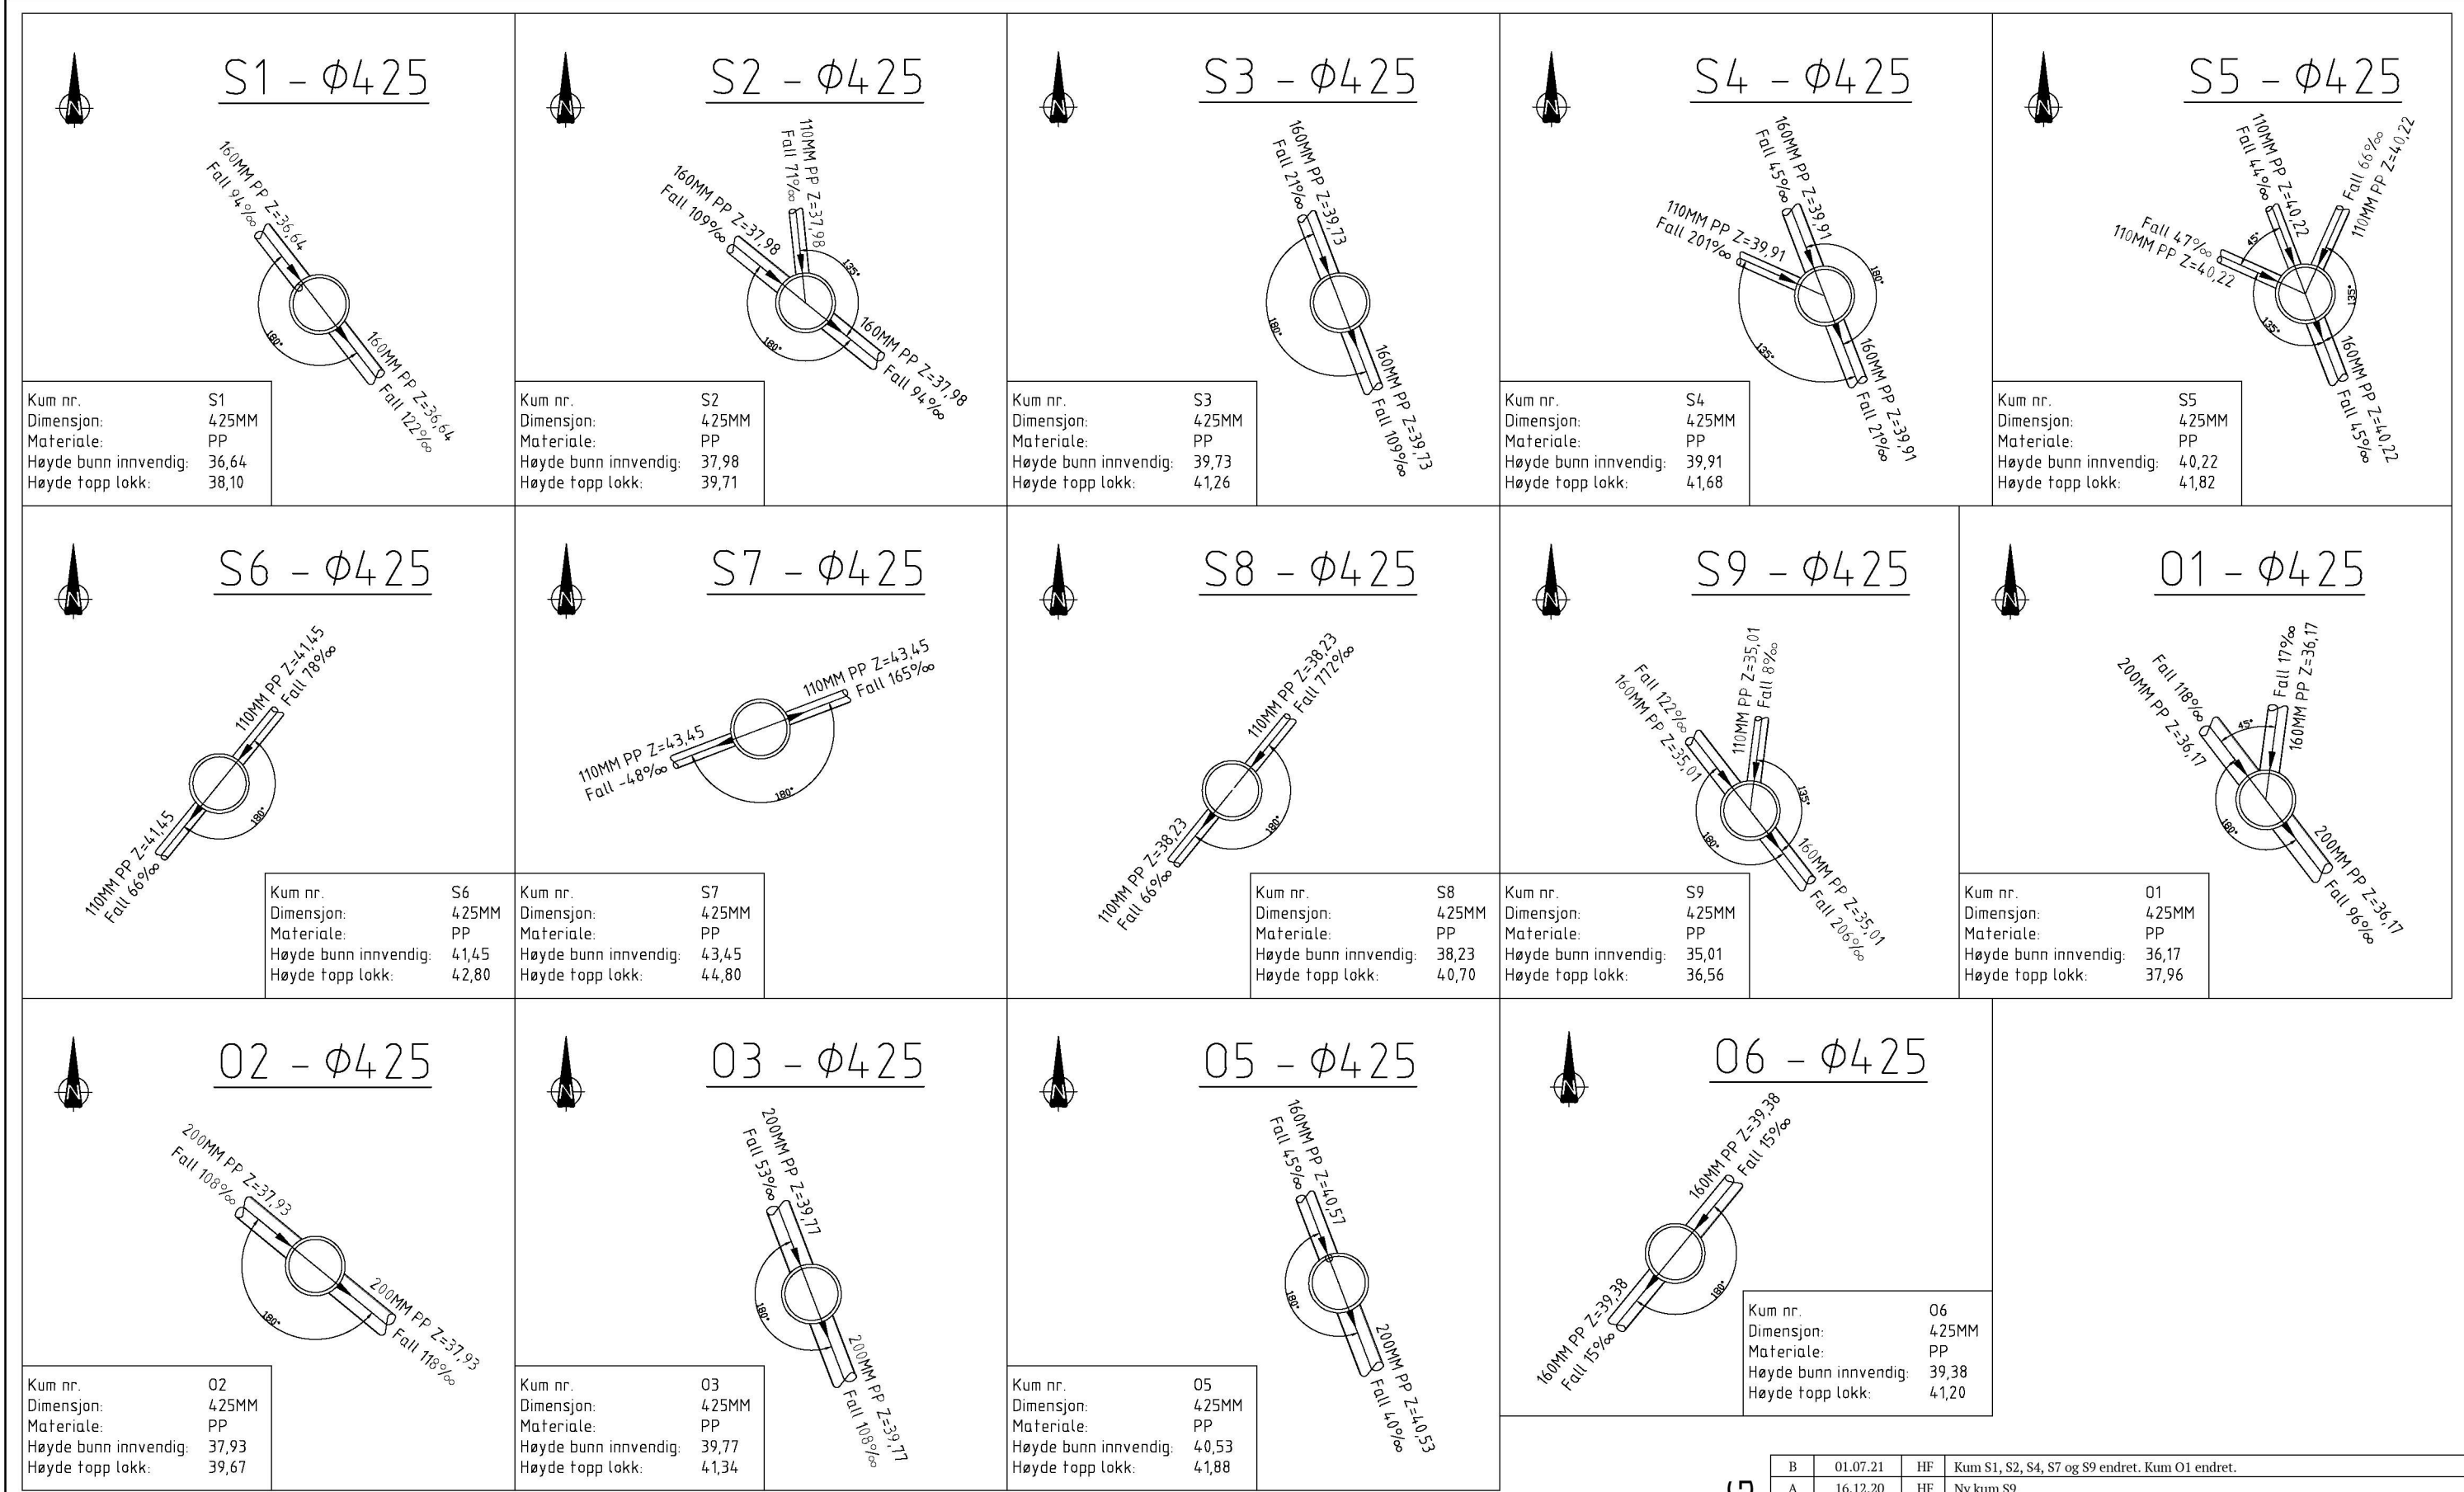 S1 - Φ425
N
160MM PP Z=36,64
Fall 94‰
180°
160MM PP Z=36,64
Fall 122‰
Kum nr. S1
Dimensjon: 425MM
Materiale: PP
Høyde bunn innvendig: 36,64
Høyde topp lokk: 38,10
S2 - Φ425
N
110MM PP Z=37,98
Fall 71‰
160MM PP Z=37,98
Fall 109‰
135°
180°
160MM PP Z=37,98
Fall 94‰
Kum nr. S2
Dimensjon: 425MM
Materiale: PP
Høyde bunn innvendig: 37,98
Høyde topp lokk: 39,71
S3 - Φ425
N
160MM PP Z=39,73
Fall 21‰
180°
160MM PP Z=39,73
Fall 109‰
Kum nr. S3
Dimensjon: 425MM
Materiale: PP
Høyde bunn innvendig: 39,73
Høyde topp lokk: 41,26
S4 - Φ425
N
160MM PP Z=39,91
Fall 45‰
110MM PP Z=39,91
Fall 201‰
180°
135°
160MM PP Z=39,91
Fall 21‰
Kum nr. S4
Dimensjon: 425MM
Materiale: PP
Høyde bunn innvendig: 39,91
Høyde topp lokk: 41,68
S5 - Φ425
N
110MM PP Z=40,22
Fall 44‰
Fall 66‰
110MM PP Z=40,22
Fall 47‰
110MM PP Z=40,22
45°
135°
135°
160MM PP Z=40,22
Fall 45‰
Kum nr. S5
Dimensjon: 425MM
Materiale: PP
Høyde bunn innvendig: 40,22
Høyde topp lokk: 41,82
S6 - Φ425
N
110MM PP Z=41,45
Fall 78‰
180°
110MM PP Z=41,45
Fall 66‰
Kum nr. S6
Dimensjon: 425MM
Materiale: PP
Høyde bunn innvendig: 41,45
Høyde topp lokk: 42,80
S7 - Φ425
N
110MM PP Z=43,45
Fall 165‰
110MM PP Z=43,45
Fall -48‰
180°
Kum nr. S7
Dimensjon: 425MM
Materiale: PP
Høyde bunn innvendig: 43,45
Høyde topp lokk: 44,80
S8 - Φ425
N
110MM PP Z=38,23
Fall 772‰
180°
110MM PP Z=38,23
Fall 66‰
Kum nr. S8
Dimensjon: 425MM
Materiale: PP
Høyde bunn innvendig: 38,23
Høyde topp lokk: 40,70
S9 - Φ425
N
110MM PP Z=35,01
Fall 8‰
Fall 122‰
160MM PP Z=35,01
135°
180°
160MM PP Z=35,01
Fall 206‰
Kum nr. S9
Dimensjon: 425MM
Materiale: PP
Høyde bunn innvendig: 35,01
Høyde topp lokk: 36,56
O1 - Φ425
N
Fall 17‰
160MM PP Z=36,17
Fall 118‰
200MM PP Z=36,17
45°
180°
200MM PP Z=36,17
Fall 96‰
Kum nr. O1
Dimensjon: 425MM
Materiale: PP
Høyde bunn innvendig: 36,17
Høyde topp lokk: 37,96
O2 - Φ425
N
200MM PP Z=37,93
Fall 108‰
180°
200MM PP Z=37,93
Fall 118‰
Kum nr. O2
Dimensjon: 425MM
Materiale: PP
Høyde bunn innvendig: 37,93
Høyde topp lokk: 39,67
O3 - Φ425
N
200MM PP Z=39,77
Fall 53‰
180°
200MM PP Z=39,77
Fall 108‰
Kum nr. O3
Dimensjon: 425MM
Materiale: PP
Høyde bunn innvendig: 39,77
Høyde topp lokk: 41,34
O5 - Φ425
N
160MM PP Z=40,57
Fall 45‰
180°
200MM PP Z=40,53
Fall 40‰
Kum nr. O5
Dimensjon: 425MM
Materiale: PP
Høyde bunn innvendig: 40,53
Høyde topp lokk: 41,88
O6 - Φ425
N
160MM PP Z=39,38
Fall 15‰
180°
160MM PP Z=39,38
Fall 15‰
Kum nr. O6
Dimensjon: 425MM
Materiale: PP
Høyde bunn innvendig: 39,38
Høyde topp lokk: 41,20
B 01.07.21 HF Kum S1, S2, S4, S7 og S9 endret. Kum O1 endret.
A 16.12.20 HF Ny kum S9